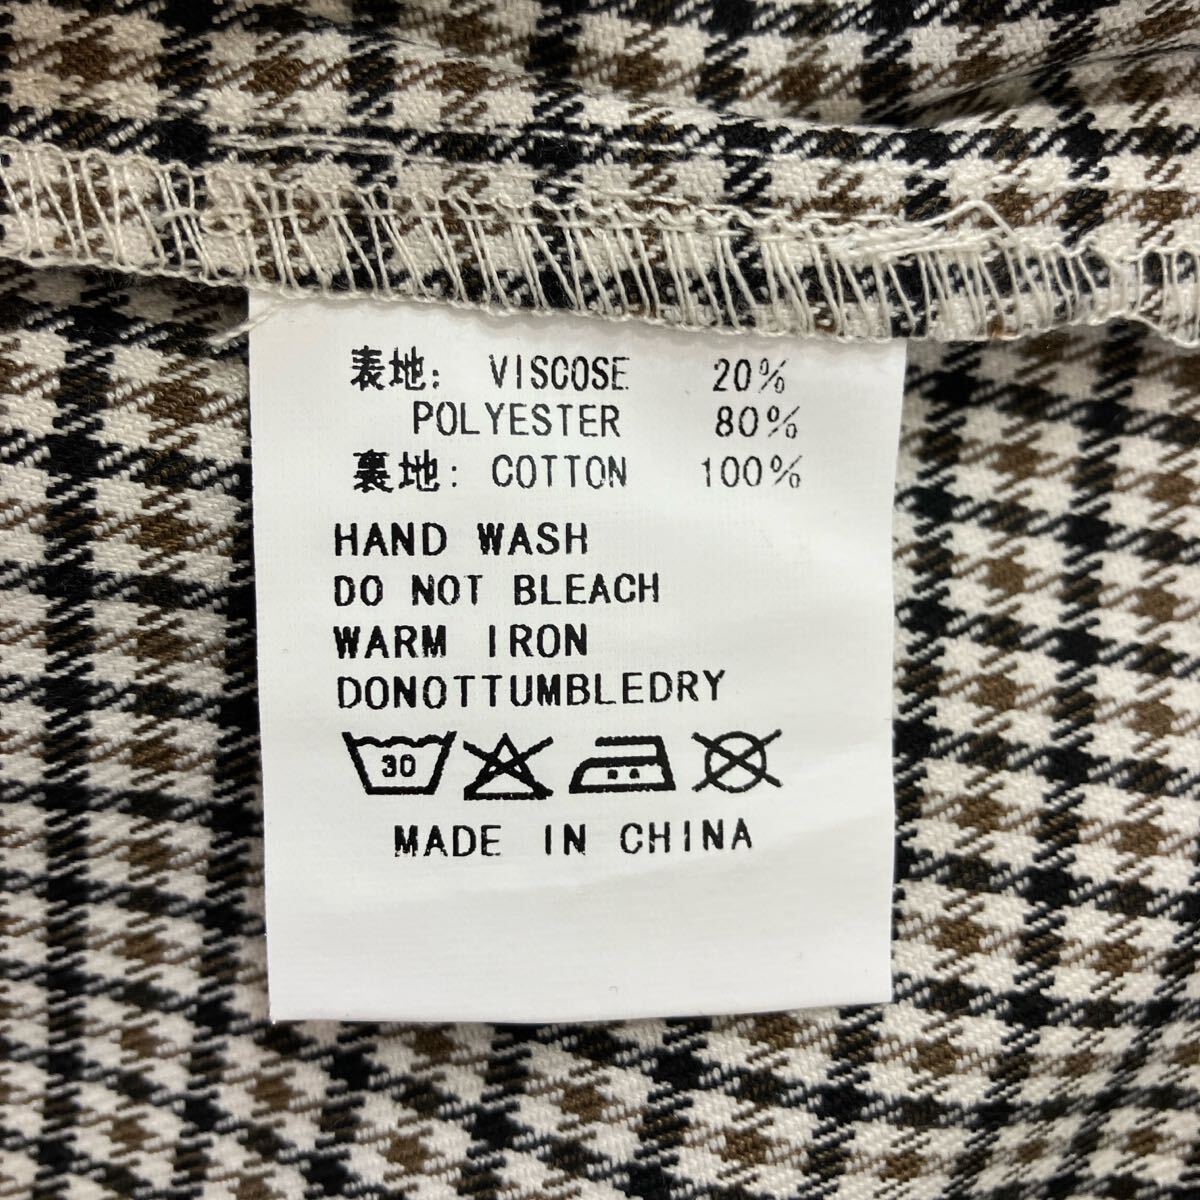 表地: VISCOSE 20%
POLYESTER 80%
裏地: COTTON 100%
HAND WASH
DO NOT BLEACH
WARM IRON
DONOTTUMBLEDRY
30
MADE IN CHINA